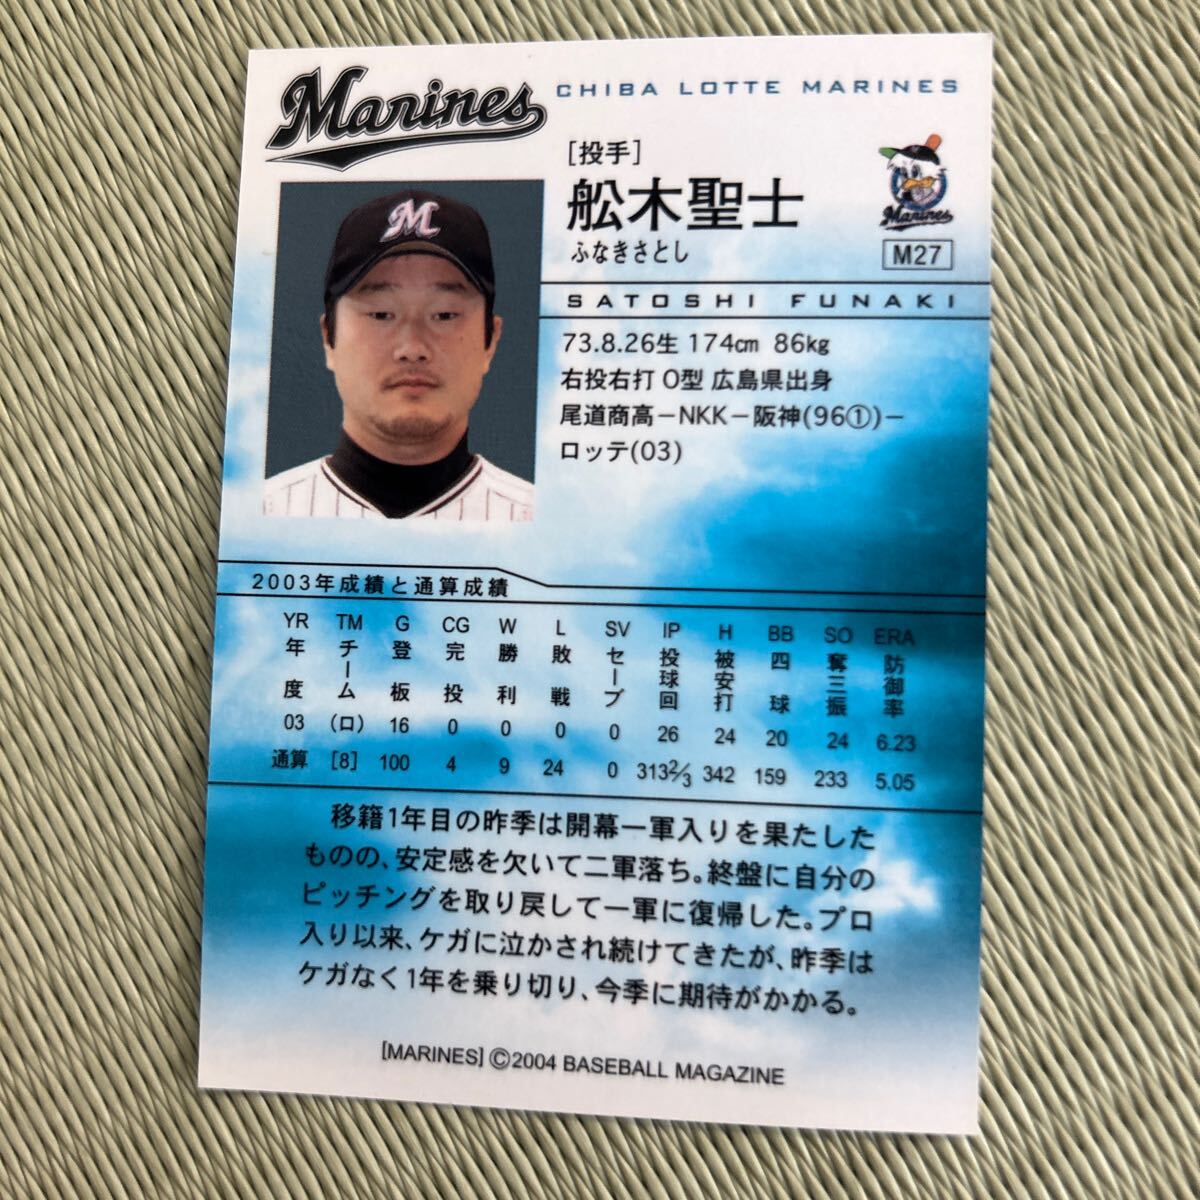 Marines
CHIBA LOTTE MARINES
[投手]
舩木聖士
ふなきさとし
Marines
M27
SATOSHI FUNAKI
M
73.8.26生 174cm 86kg
右投右打 O型 広島県出身
尾道商高－NKK－阪神(96①)－
ロッテ(03)
2003年成績と通算成績
YR TM G CG W L SV IP H BB SO ERA
年度 チーム 登板 完投 勝利 敗戦 セーブ 投球回 被安打 四球 奪三振 防御率
03 (ロ) 16 0 0 0 0 26 24 20 24 6.23
通算 [8] 100 4 9 24 0 313⅔ 342 159 233 5.05
移籍1年目の昨季は開幕一軍入りを果たした
ものの、安定感を欠いて二軍落ち。終盤に自分の
ピッチングを取り戻して一軍に復帰した。プロ
入り以来、ケガに泣かされ続けてきたが、昨季は
ケガなく1年を乗り切り、今季に期待がかかる。
[MARINES] ©2004 BASEBALL MAGAZINE